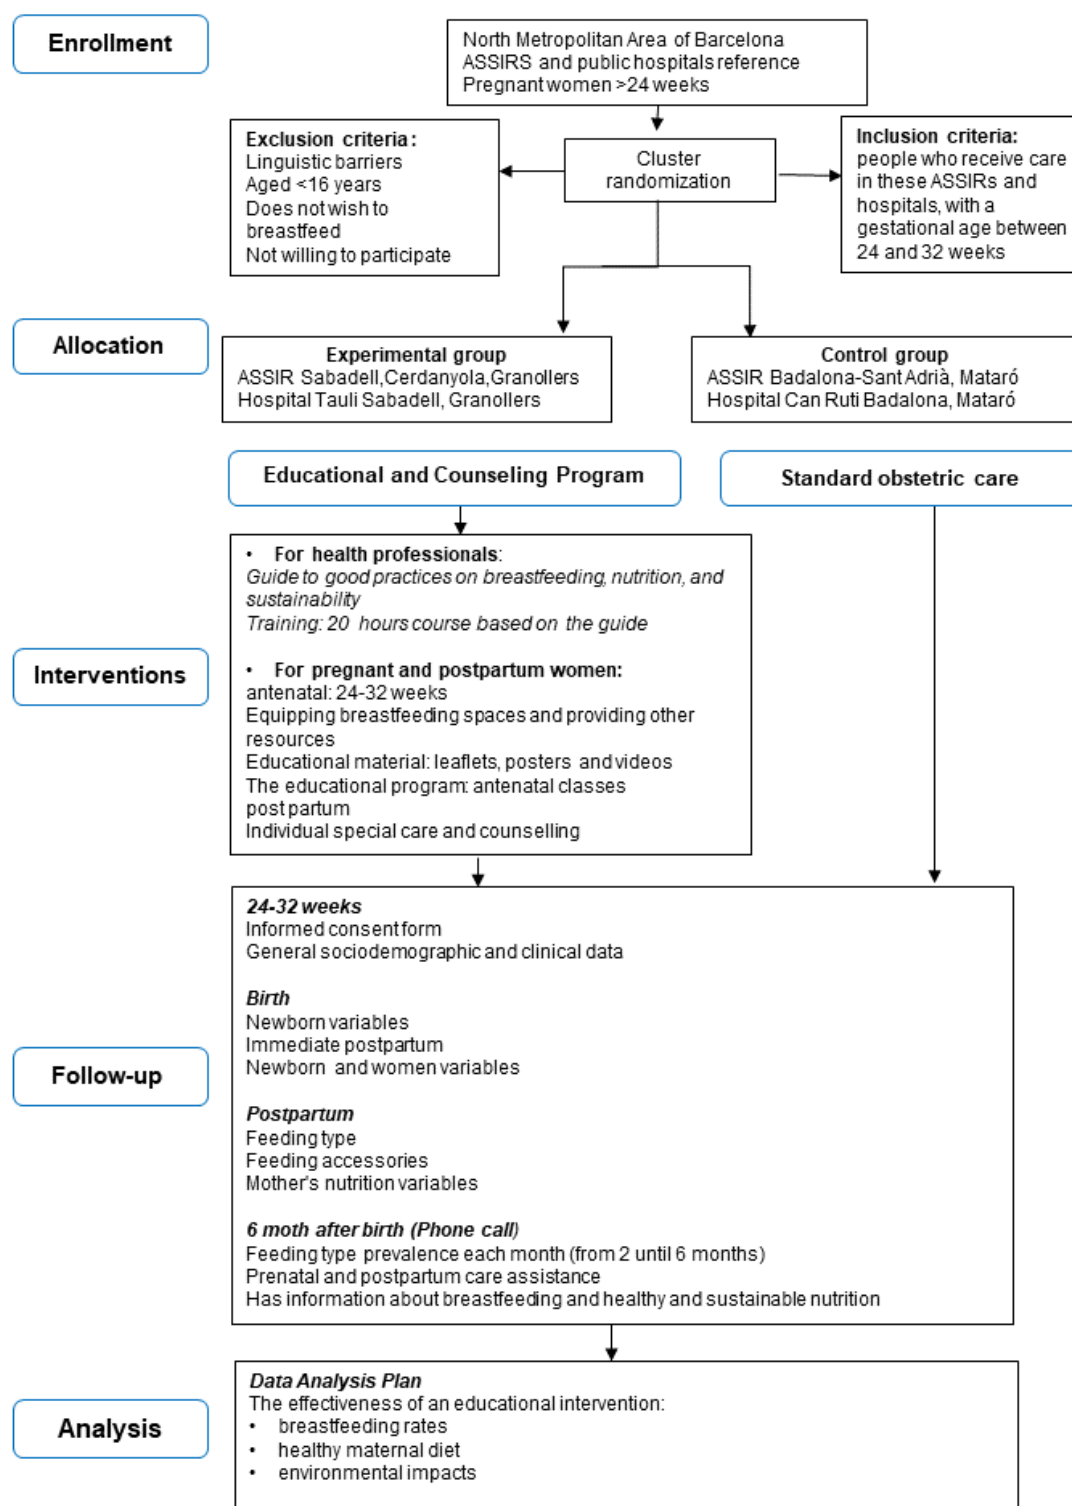 Enrollment
North Metropolitan Area of Barcelona
ASSIRS and public hospitals reference
Pregnant women >24 weeks
Exclusion criteria:
Linguistic barriers
Aged <16 years
Does not wish to
breastfeed
Not willing to participate
Cluster
randomization
Inclusion criteria:
people who receive care
in these ASSIRs and
hospitals, with a
gestational age between
24 and 32 weeks
Allocation
Experimental group
ASSIR Sabadell,Cerdanyola,Granollers
Hospital Tauli Sabadell, Granollers
Control group
ASSIR Badalona-Sant Adrià, Mataró
Hospital Can Ruti Badalona, Mataró
Educational and Counseling Program
Standard obstetric care
Interventions
• For health professionals:
Guide to good practices on breastfeeding, nutrition, and
sustainability
Training: 20 hours course based on the guide
• For pregnant and postpartum women:
antenatal: 24-32 weeks
Equipping breastfeeding spaces and providing other
resources
Educational material: leaflets, posters and videos
The educational program: antenatal classes
post partum
Individual special care and counselling
Follow-up
24-32 weeks
Informed consent form
General sociodemographic and clinical data
Birth
Newborn variables
Immediate postpartum
Newborn and women variables
Postpartum
Feeding type
Feeding accessories
Mother's nutrition variables
6 moth after birth (Phone call)
Feeding type prevalence each month (from 2 until 6 months)
Prenatal and postpartum care assistance
Has information about breastfeeding and healthy and sustainable nutrition
Analysis
Data Analysis Plan
The effectiveness of an educational intervention:
• breastfeeding rates
• healthy maternal diet
• environmental impacts